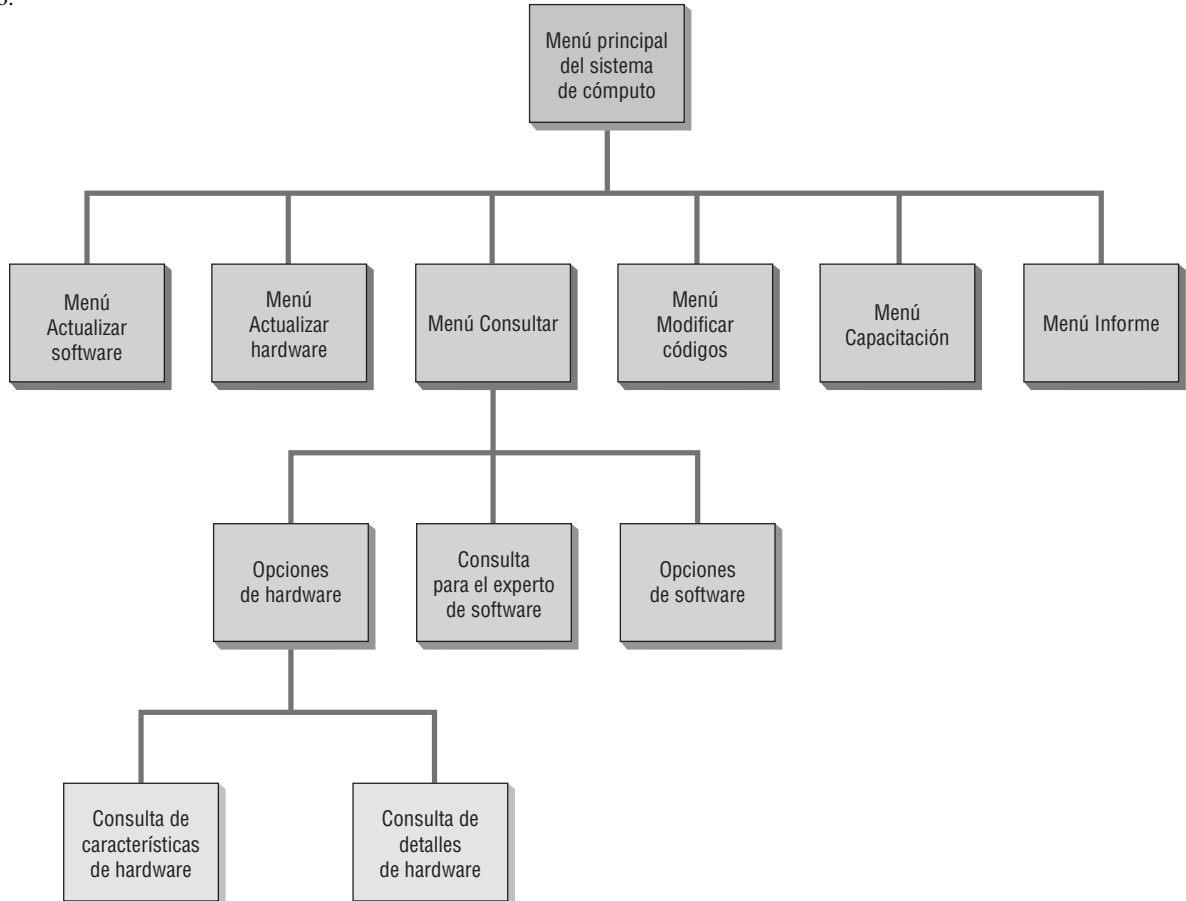 Menú principal
del sistema
de cómputo
Menú
Actualizar
software
Menú
Actualizar
hardware
Menú Consultar
Menú
Modificar
códigos
Menú
Capacitación
Menú Informe
Opciones
de hardware
Consulta
para el experto
de software
Opciones
de software
Consulta de
características
de hardware
Consulta de
detalles
de hardware